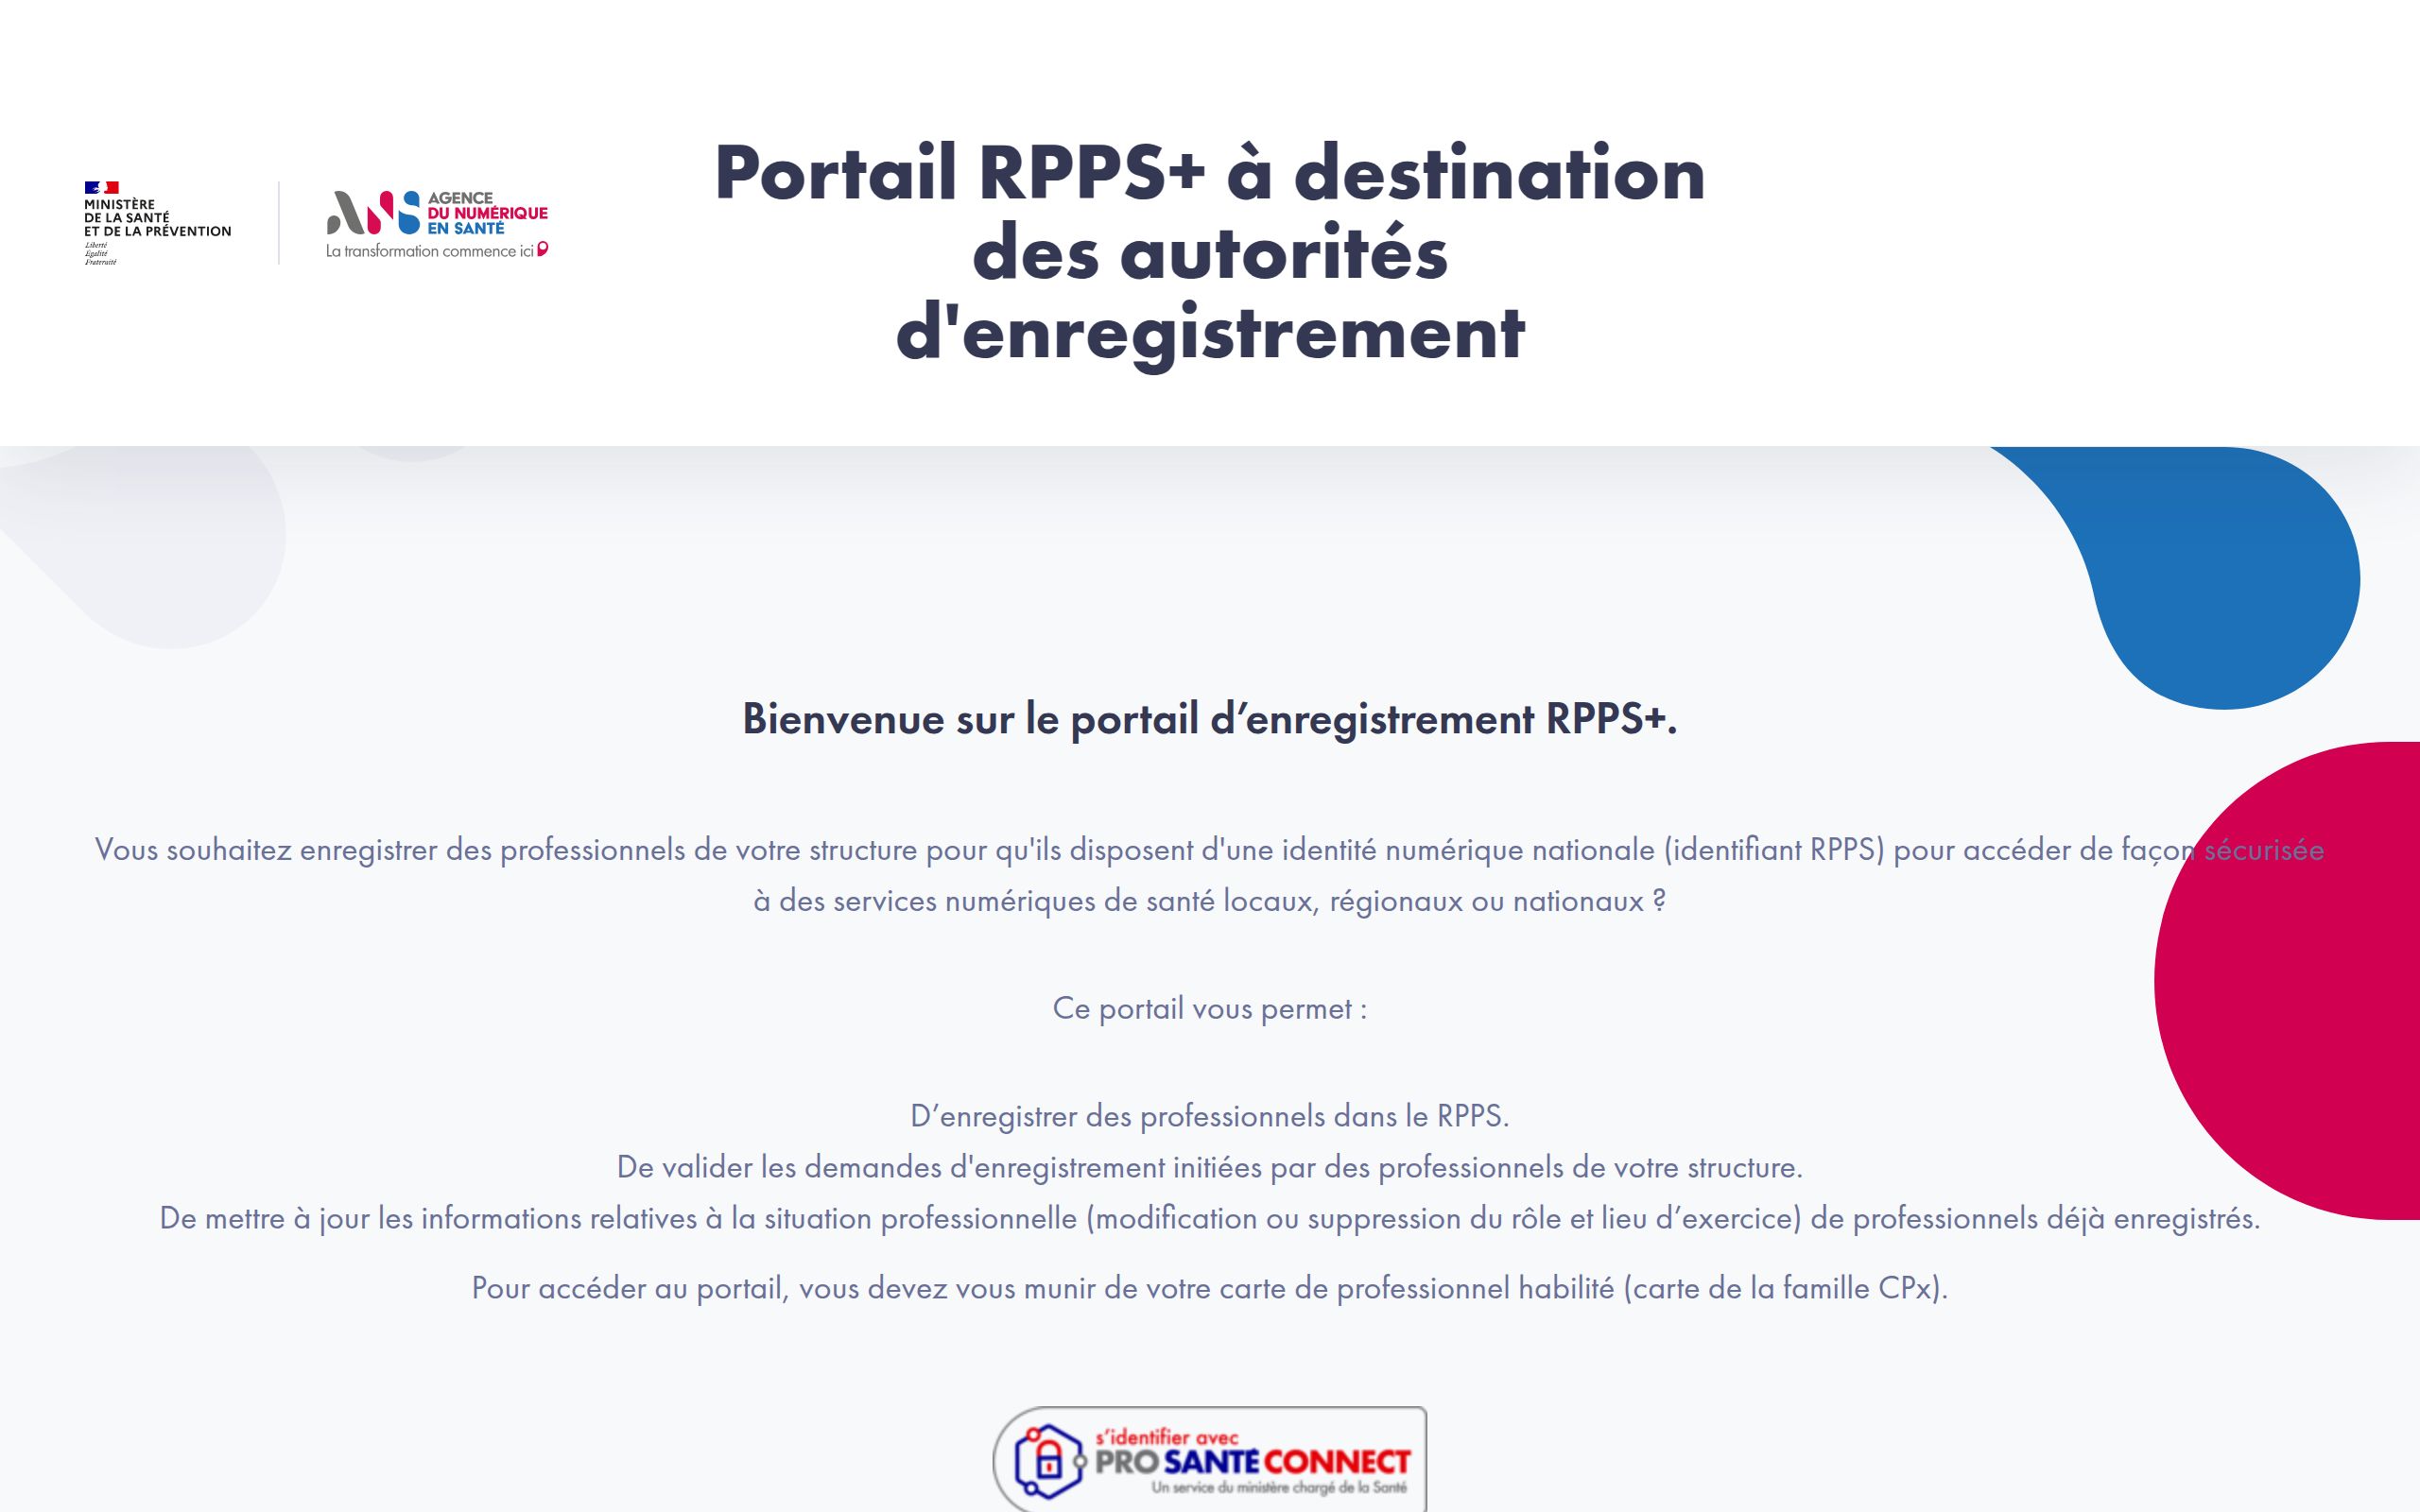 MINISTÈRE
DE LA SANTÉ
ET DE LA PRÉVENTION
Liberté
Égalité
Fraternité
ANS
AGENCE
DU NUMÉRIQUE
EN SANTÉ
La transformation commence ici
Portail RPPS+ à destination
des autorités
d'enregistrement
Bienvenue sur le portail d’enregistrement RPPS+.
Vous souhaitez enregistrer des professionnels de votre structure pour qu'ils disposent d'une identité numérique nationale (identifiant RPPS) pour accéder de façon sécurisée
à des services numériques de santé locaux, régionaux ou nationaux ?
Ce portail vous permet :
D’enregistrer des professionnels dans le RPPS.
De valider les demandes d'enregistrement initiées par des professionnels de votre structure.
De mettre à jour les informations relatives à la situation professionnelle (modification ou suppression du rôle et lieu d’exercice) de professionnels déjà enregistrés.
Pour accéder au portail, vous devez vous munir de votre carte de professionnel habilité (carte de la famille CPx).
s’identifier avec
PRO SANTÉ CONNECT
Un service du ministère chargé de la Santé